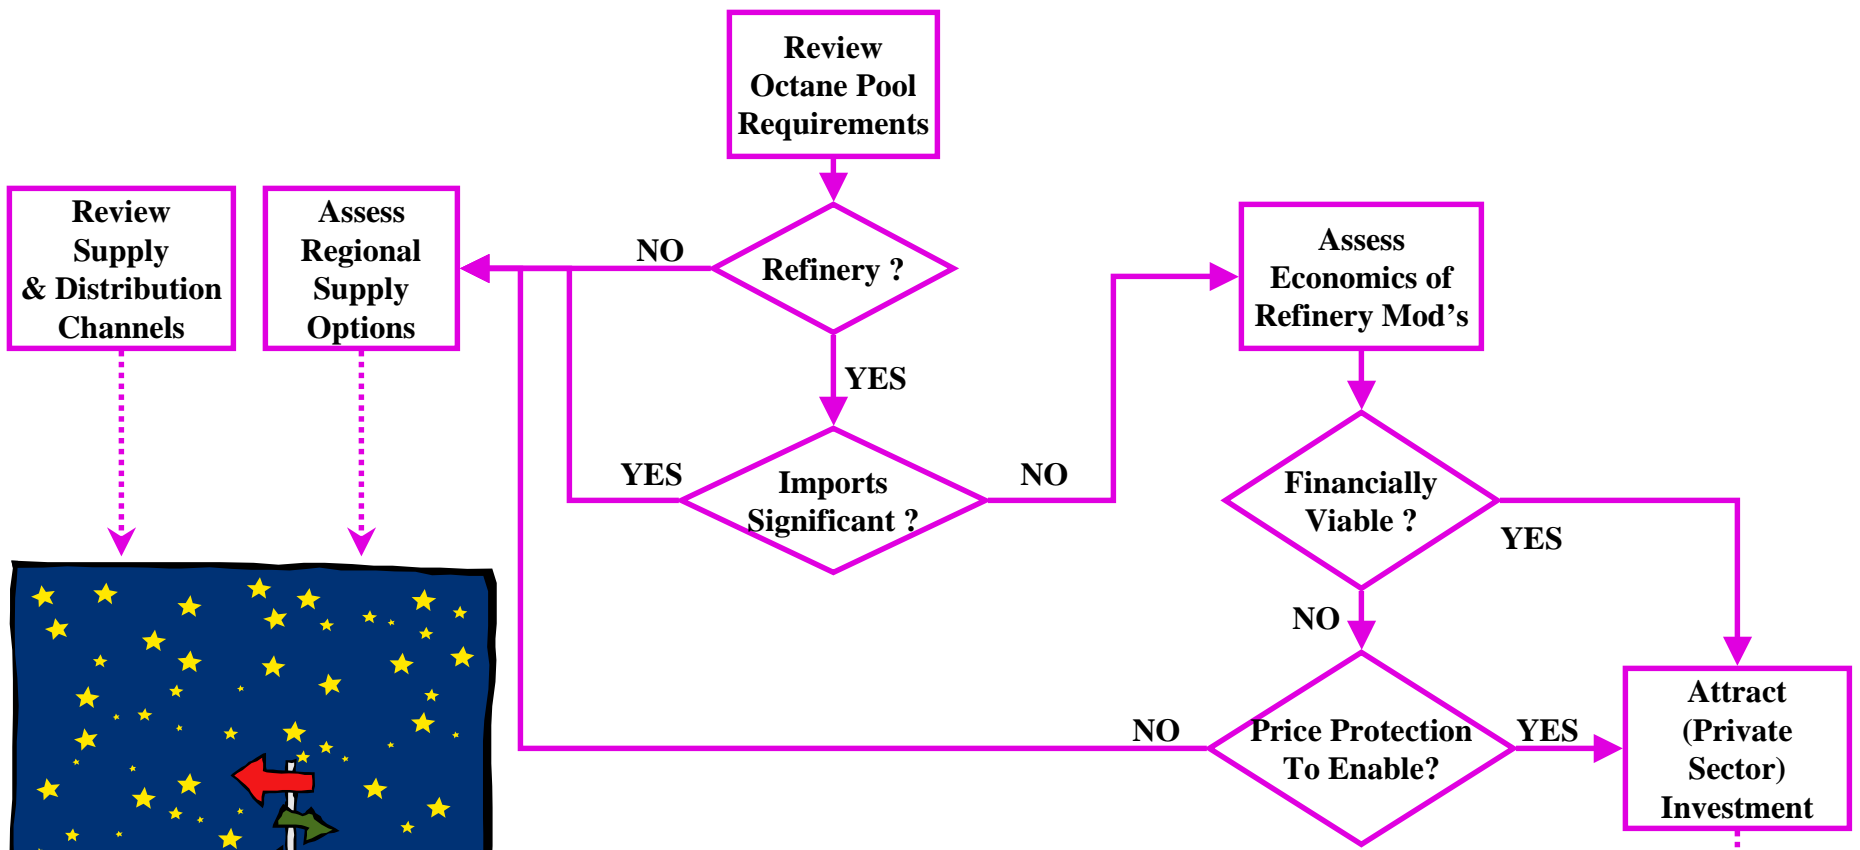 Review
Octane Pool
Requirements
Review
Supply
& Distribution
Channels
Assess
Regional
Supply
Options
NO
Refinery ?
YES
Assess
Economics of
Refinery Mod's
YES
Imports
Significant ?
NO
Financially
Viable ?
YES
NO
NO
Price Protection
To Enable?
YES
Attract
(Private
Sector)
Investment